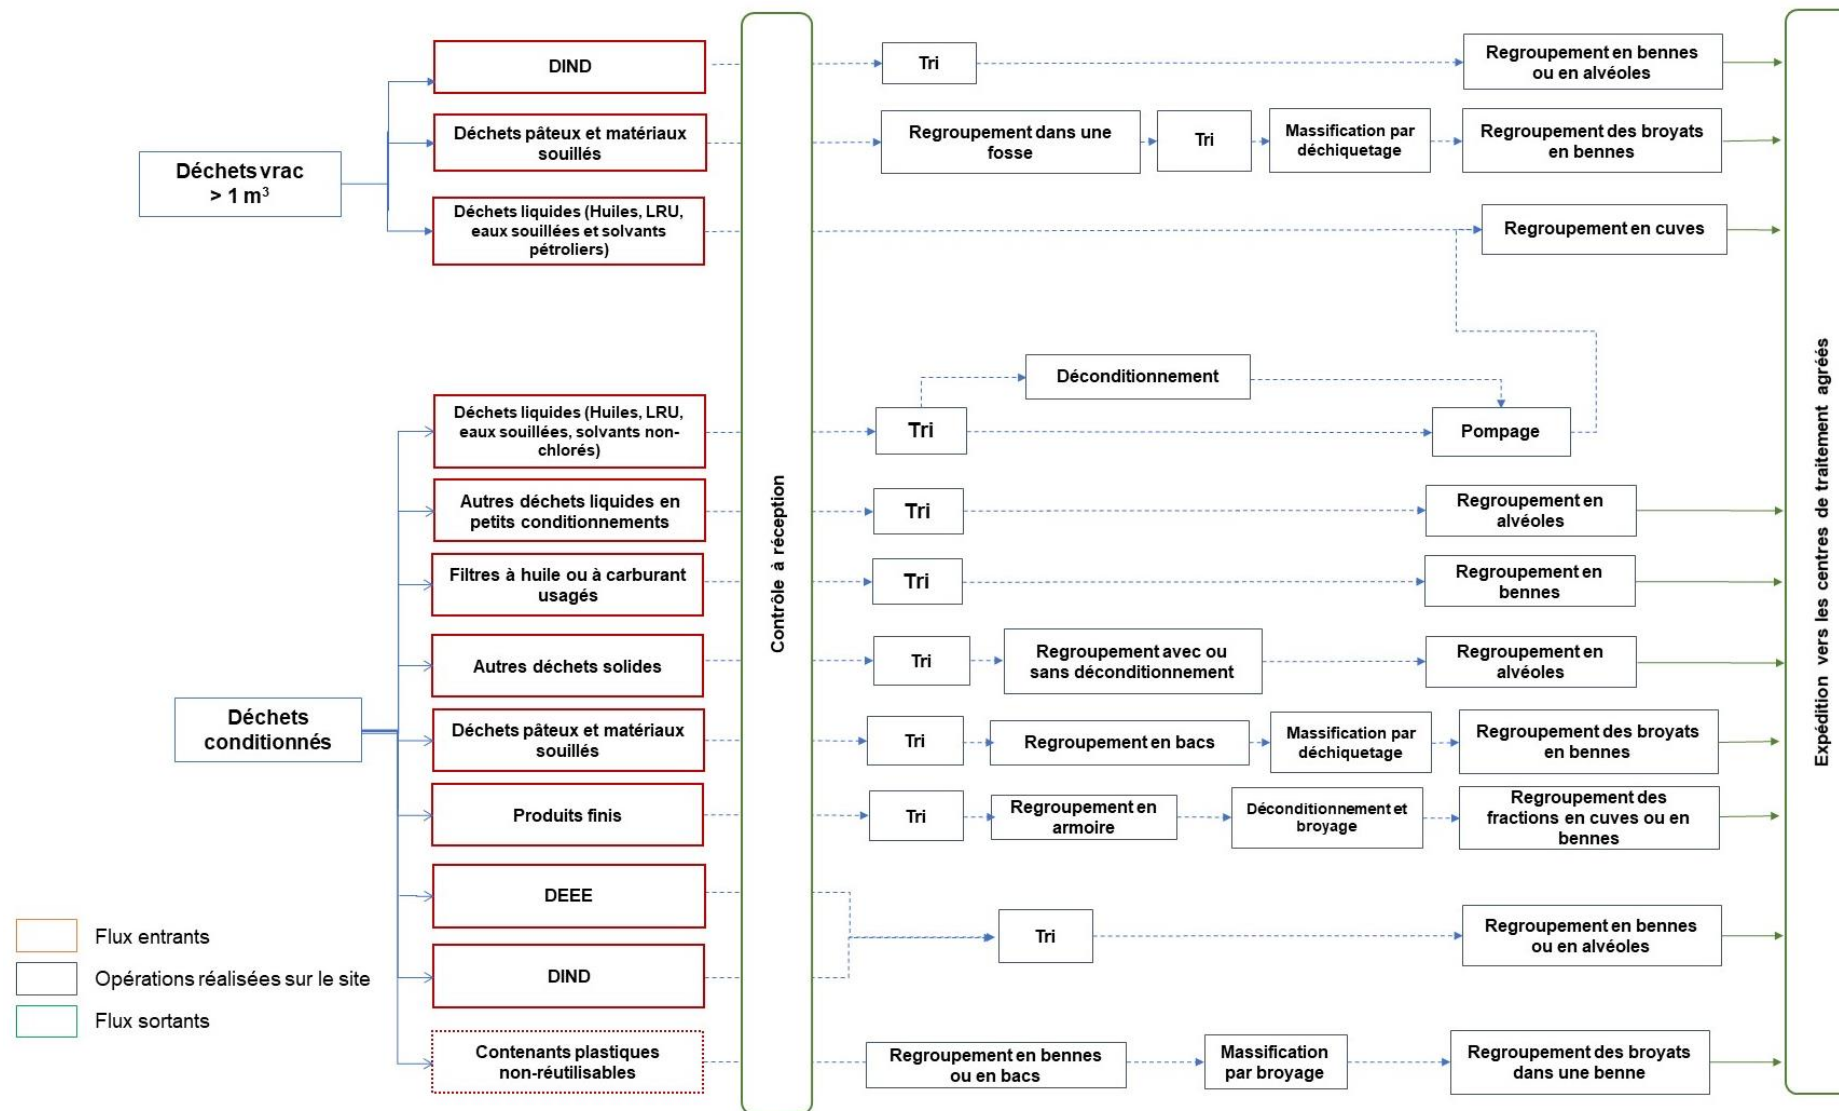 DIND
Tri
Regroupement en bennes
ou en alvéoles
Déchets vrac
> 1 m³
Déchets pâteux et matériaux
souillés
Regroupement dans une
fosse
Tri
Massification par
déchiquetage
Regroupement des broyats
en bennes
Déchets liquides (Huiles, LRU,
eaux souillées et solvants
pétroliers)
Regroupement en cuves
Contrôle à réception
Expédition vers les centres de traitement agréés
Déconditionnement
Déchets liquides (Huiles, LRU,
eaux souillées, solvants non-
chlorés)
Tri
Pompage
Autres déchets liquides en
petits conditionnements
Tri
Regroupement en
alvéoles
Filtres à huile ou à carburant
usagés
Tri
Regroupement en
bennes
Autres déchets solides
Tri
Regroupement avec ou
sans déconditionnement
Regroupement en
alvéoles
Déchets
conditionnés
Déchets pâteux et matériaux
souillés
Tri
Regroupement en bacs
Massification par
déchiquetage
Regroupement des broyats
en bennes
Produits finis
Tri
Regroupement en
armoire
Déconditionnement et
broyage
Regroupement des
fractions en cuves ou en
bennes
DEEE
DIND
Tri
Regroupement en bennes
ou en alvéoles
Contenants plastiques
non-réutilisables
Regroupement en bennes
ou en bacs
Massification
par broyage
Regroupement des broyats
dans une benne
Flux entrants
Opérations réalisées sur le site
Flux sortants